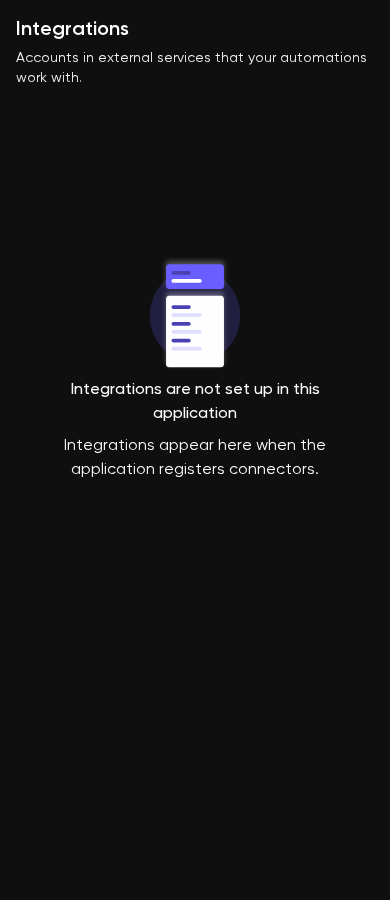 Integrations
Accounts in external services that your automations
work with.
Integrations are not set up in this
application
Integrations appear here when the
application registers connectors.